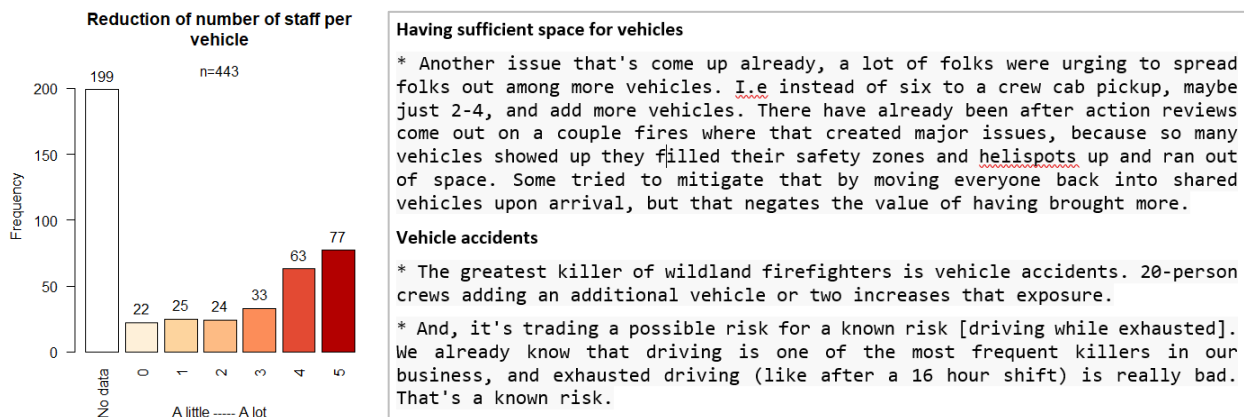 Reduction of number of staff per
vehicle
n=443
Frequency
200
150
100
50
0
199
22
25
24
33
63
77
No data
0
1
2
3
4
5
A little ----- A lot
Having sufficient space for vehicles
* Another issue that's come up already, a lot of folks were urging to spread
folks out among more vehicles. I.e instead of six to a crew cab pickup, maybe
just 2-4, and add more vehicles. There have already been after action reviews
come out on a couple fires where that created major issues, because so many
vehicles showed up they filled their safety zones and helispots up and ran out
of space. Some tried to mitigate that by moving everyone back into shared
vehicles upon arrival, but that negates the value of having brought more.
Vehicle accidents
* The greatest killer of wildland firefighters is vehicle accidents. 20-person
crews adding an additional vehicle or two increases that exposure.
* And, it's trading a possible risk for a known risk [driving while exhausted].
We already know that driving is one of the most frequent killers in our
business, and exhausted driving (like after a 16 hour shift) is really bad.
That's a known risk.